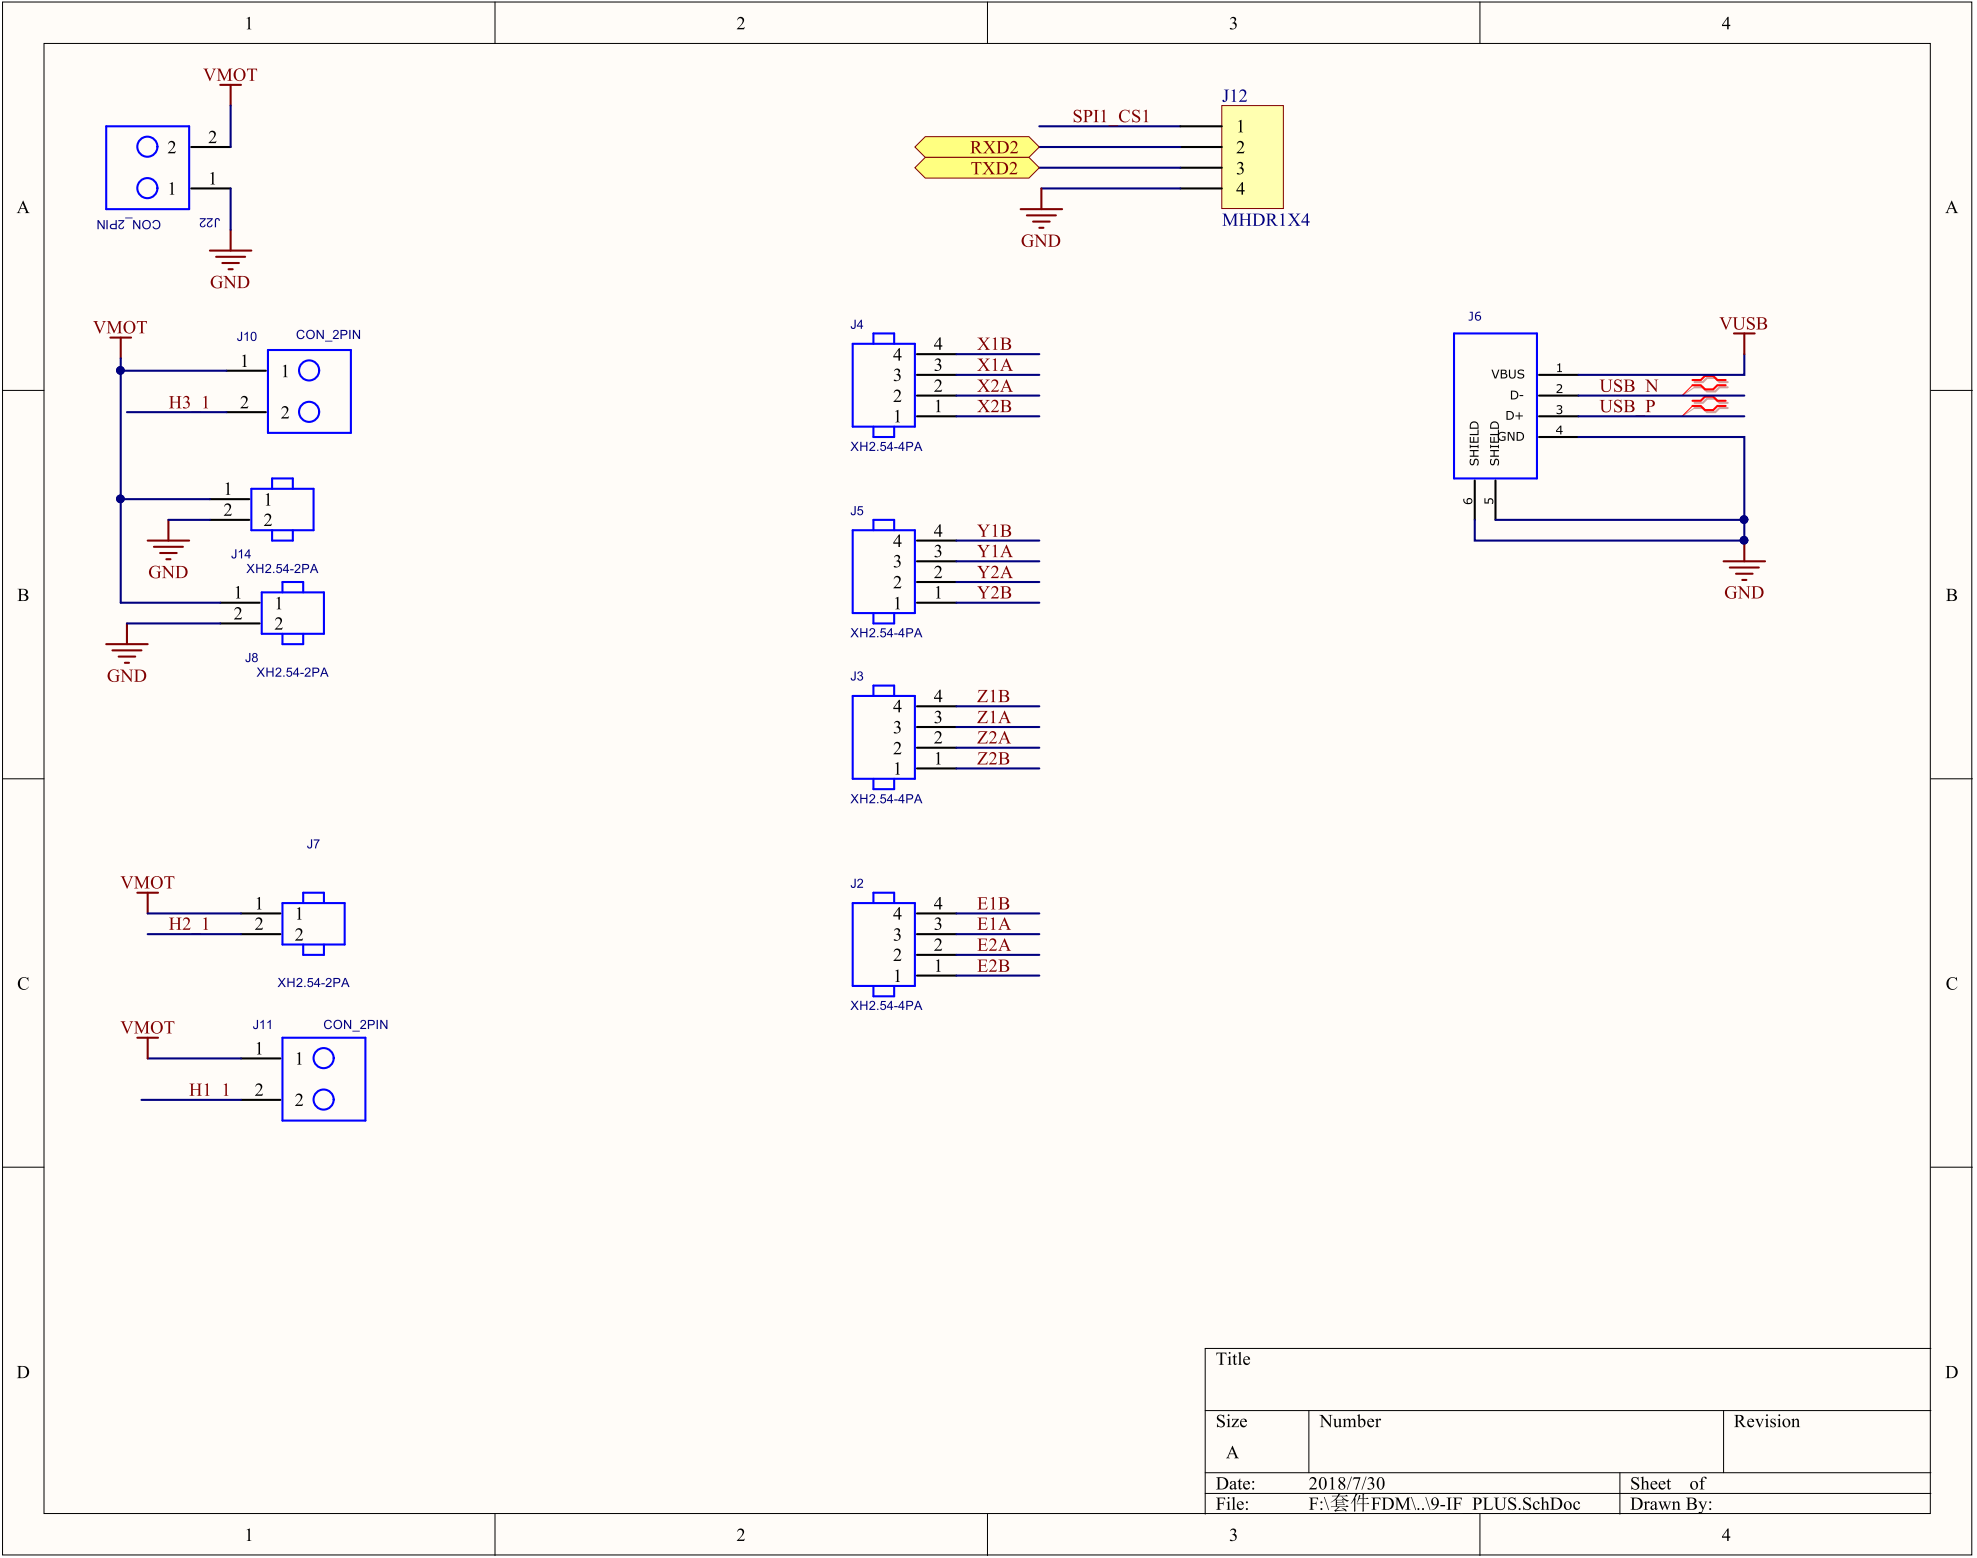 1 2 3 4
A A
B B
C C
D D
1 2 3 4
VMOT
2 2
1 1
CON_2PIN J22
GND
J12
SPI1_CS1 1
RXD2 2
TXD2 3
4
GND
MHDR1X4
VMOT
J10 CON_2PIN
1 1
H3_1 2 2
1 1
2 2
GND
J14
XH2.54-2PA
1 1
2 2
GND
J8
XH2.54-2PA
J7
VMOT
1 1
H2_1 2 2
XH2.54-2PA
VMOT
J11 CON_2PIN
1 1
H1_1 2 2
J4
4 4 X1B
3 3 X1A
2 2 X2A
1 1 X2B
XH2.54-4PA
J5
4 4 Y1B
3 3 Y1A
2 2 Y2A
1 1 Y2B
XH2.54-4PA
J3
4 4 Z1B
3 3 Z1A
2 2 Z2A
1 1 Z2B
XH2.54-4PA
J2
4 4 E1B
3 3 E1A
2 2 E2A
1 1 E2B
XH2.54-4PA
J6
VUSB
VBUS 1
D- 2 USB_N
D+ 3 USB_P
GND 4
SHIELD SHIELD
6 5
GND
Title
Size Number Revision
A
Date: 2018/7/30 Sheet of
File: F:\套件FDM\..\9-IF_PLUS.SchDoc Drawn By: